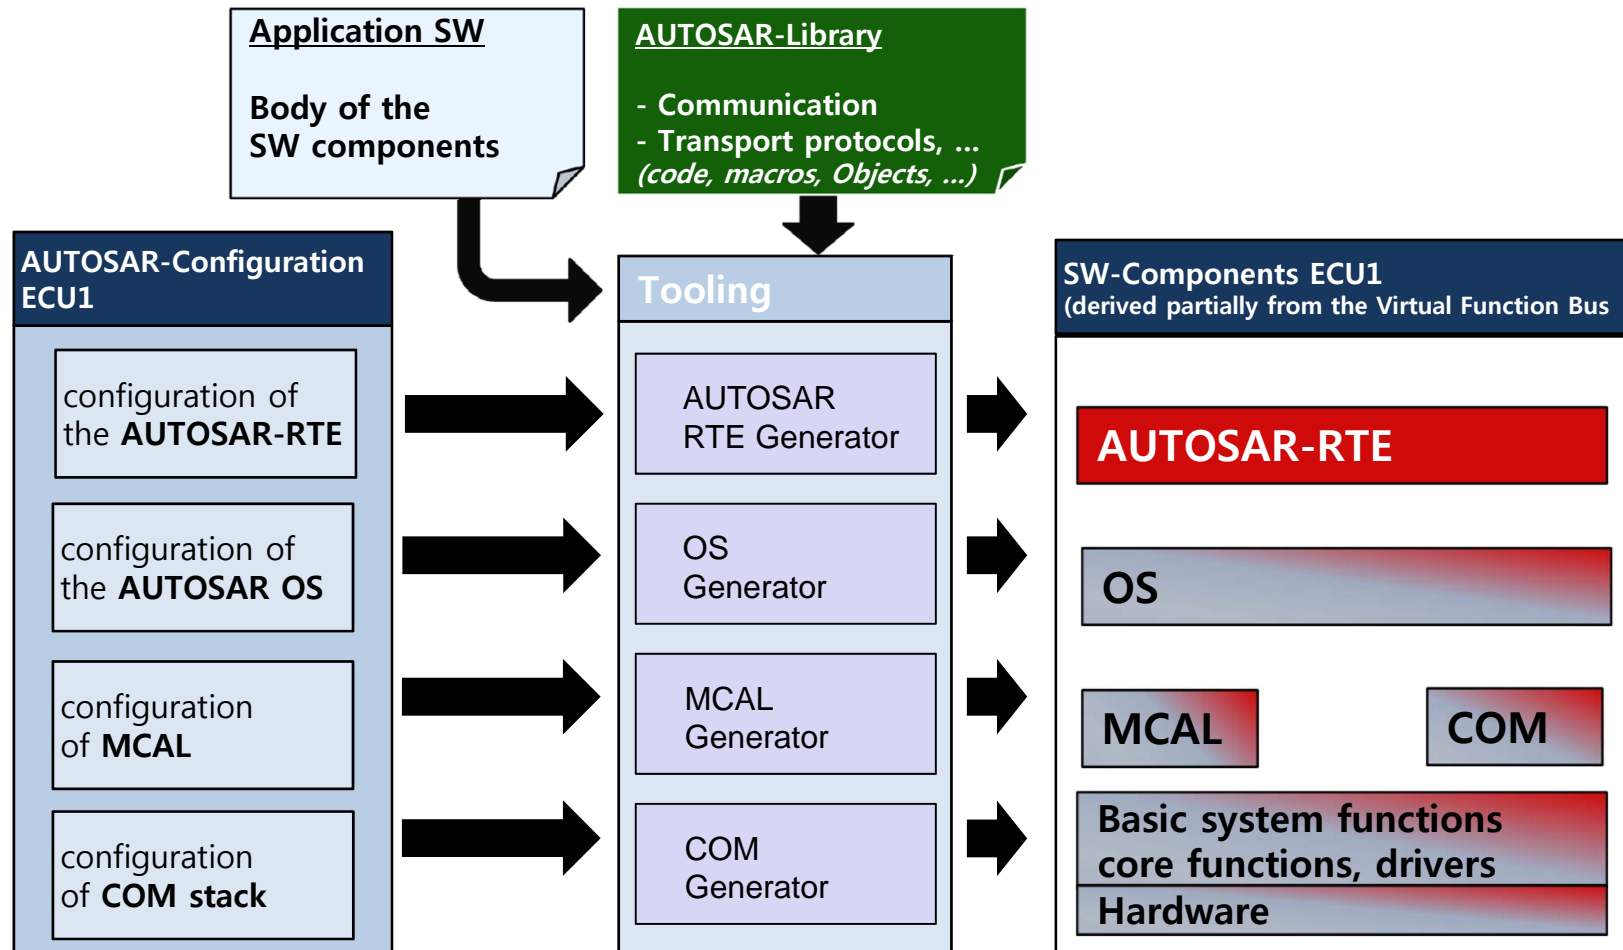 Application SW
Body of the
SW components
AUTOSAR-Library
- Communication
- Transport protocols, ...
(code, macros, Objects, ...)
AUTOSAR-Configuration
ECU1
configuration of
the AUTOSAR-RTE
configuration of
the AUTOSAR OS
configuration
of MCAL
configuration
of COM stack
Tooling
AUTOSAR
RTE Generator
OS
Generator
MCAL
Generator
COM
Generator
SW-Components ECU1
(derived partially from the Virtual Function Bus
AUTOSAR-RTE
OS
MCAL
COM
Basic system functions
core functions, drivers
Hardware